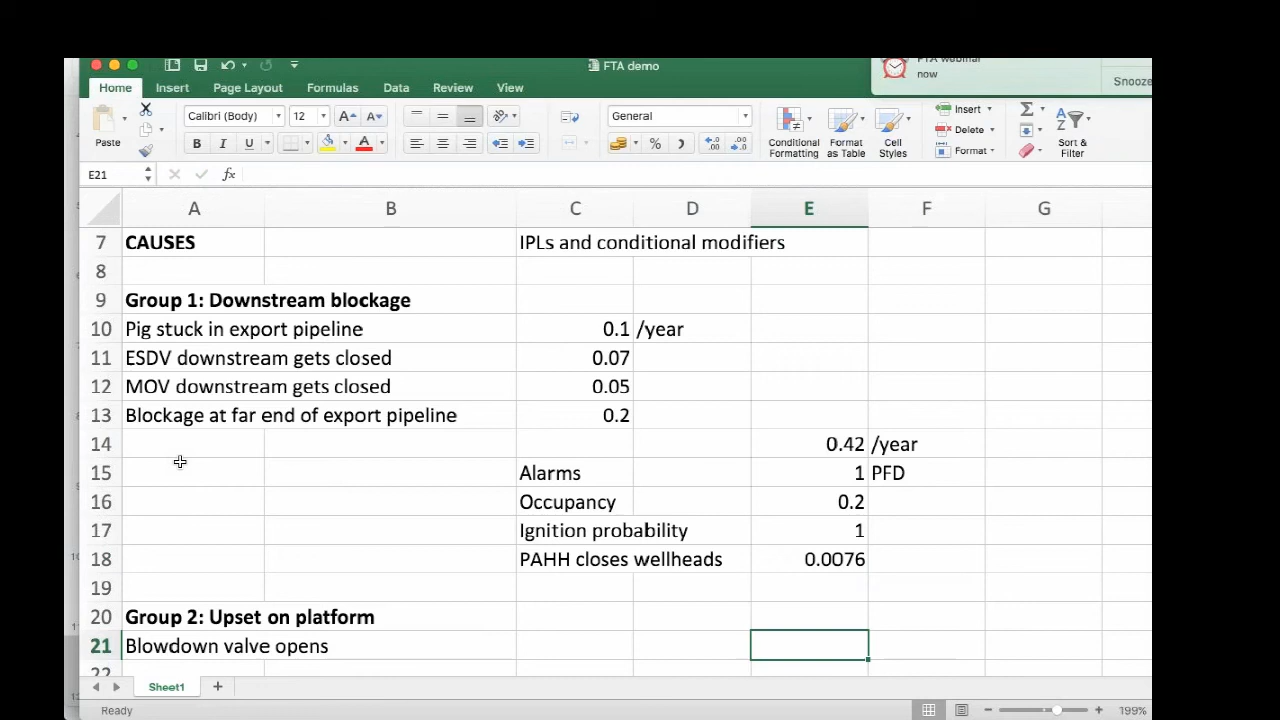 FTA demo
FTA webinar
now
Snooze
Home Insert Page Layout Formulas Data Review View
Paste
Calibri (Body) 12
General
Conditional Formatting
Format as Table
Cell Styles
Insert
Delete
Format
Sort & Filter
E21 fx
A B C D E F G
7 CAUSES IPLs and conditional modifiers
8
9 Group 1: Downstream blockage
10 Pig stuck in export pipeline 0.1 /year
11 ESDV downstream gets closed 0.07
12 MOV downstream gets closed 0.05
13 Blockage at far end of export pipeline 0.2
14 0.42 /year
15 Alarms 1 PFD
16 Occupancy 0.2
17 Ignition probability 1
18 PAHH closes wellheads 0.0076
19
20 Group 2: Upset on platform
21 Blowdown valve opens
22
Sheet1
Ready 199%